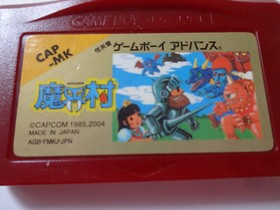 GAME BOY ADVANCE
CAP
-MK
任天堂 ゲームボーイ アドバンス®
魔界村
©CAPCOM 1985,2004
MADE IN JAPAN
AGB-FMKJ-JPN